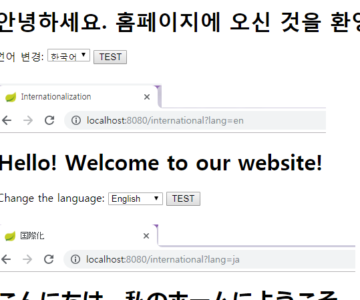 안녕하세요. 홈페이지에 오신 것을
언어 변경: 한국어 TEST
Internationalization
localhost:8080/international?lang=en
Hello! Welcome to our website!
Change the language: English TEST
国際化
localhost:8080/international?lang=ja
こんにちは 私のホームにようこそ